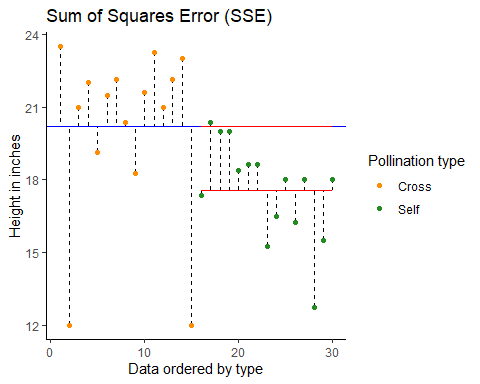 Sum of Squares Error (SSE)
24
21
18
15
12
Height in inches
0
10
20
30
Data ordered by type
Pollination type
Cross
Self